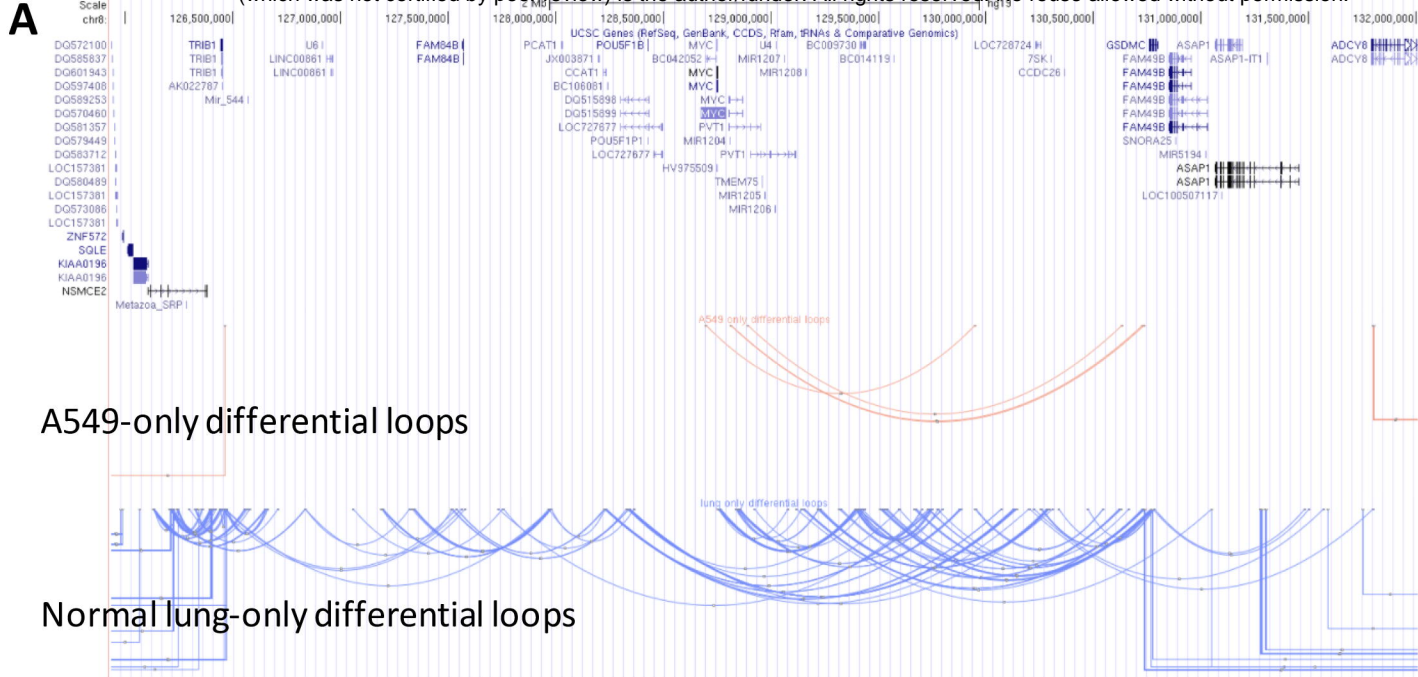 A
Scale
chr8:
126,500,000
127,000,000
127,500,000
128,000,000
128,500,000
129,000,000
129,500,000
130,000,000
130,500,000
131,000,000
131,500,000
132,000,000
UCSC Genes (RefSeq, GenBank, CCDS, Rfam, tRNAs & Comparative Genomics)
DQ572100 TRIB1 U6 FAM84B PCAT1 POU5F1B MYC U4 BC009730 LOC728724 GSDMC ASAP1 ADCY8
DQ585837 TRIB1 LINC00861 FAM84B JX003871 BC042052 MIR1207 BC014119 7SK FAM49B ASAP1-IT1 ADCY8
DQ601943 TRIB1 LINC00861 CCAT1 MYC MIR1208 CCDC26 FAM49B
DQ597408 AK022787 BC106081 MYC FAM49B
DQ589253 Mir_544 DQ515898 MYC FAM49B
DQ570460 DQ515899 MYC FAM49B
DQ581357 LOC727677 PVT1 FAM49B
DQ579449 POU5F1P1 MIR1204 SNORA25
DQ583712 LOC727677 PVT1 MIR5194
LOC157381 HV975509 ASAP1
DQ580489 TMEM75 ASAP1
LOC157381 MIR1205 LOC100507117
DQ573086 MIR1206
LOC157381
ZNF572
SQLE
KIAA0196
KIAA0196
NSMCE2
Metazoa_SRP
A549 only differential loops
A549-only differential loops
lung only differential loops
Normal lung-only differential loops